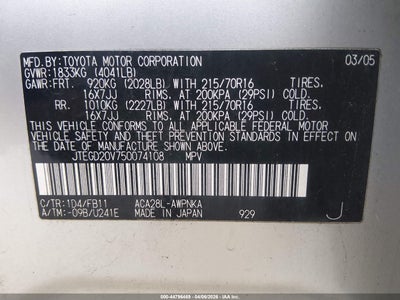 MFD.BY:TOYOTA MOTOR CORPORATION 03/05
GVWR:1833KG (4041LB)
GAWR:FRT. 920KG (2028LB) WITH 215/70R16 TIRES.
16X7JJ RIMS. AT 200KPA (29PSI) COLD.
RR. 1010KG (2227LB) WITH 215/70R16 TIRES.
16X7JJ RIMS. AT 200KPA (29PSI) COLD.
THIS VEHICLE CONFORMS TO ALL APPLICABLE FEDERAL
MOTOR VEHICLE SAFETY, BUMPER, AND THEFT PREVENTION STANDARDS IN EFFECT
ON THE DATE OF MANUFACTURE SHOWN ABOVE.
JTEGD20V750074108 MPV
C/TR:1D4/FB11 ACA28L-AWPNKA
A/TM:-09B/U241E MADE IN JAPAN 929 J